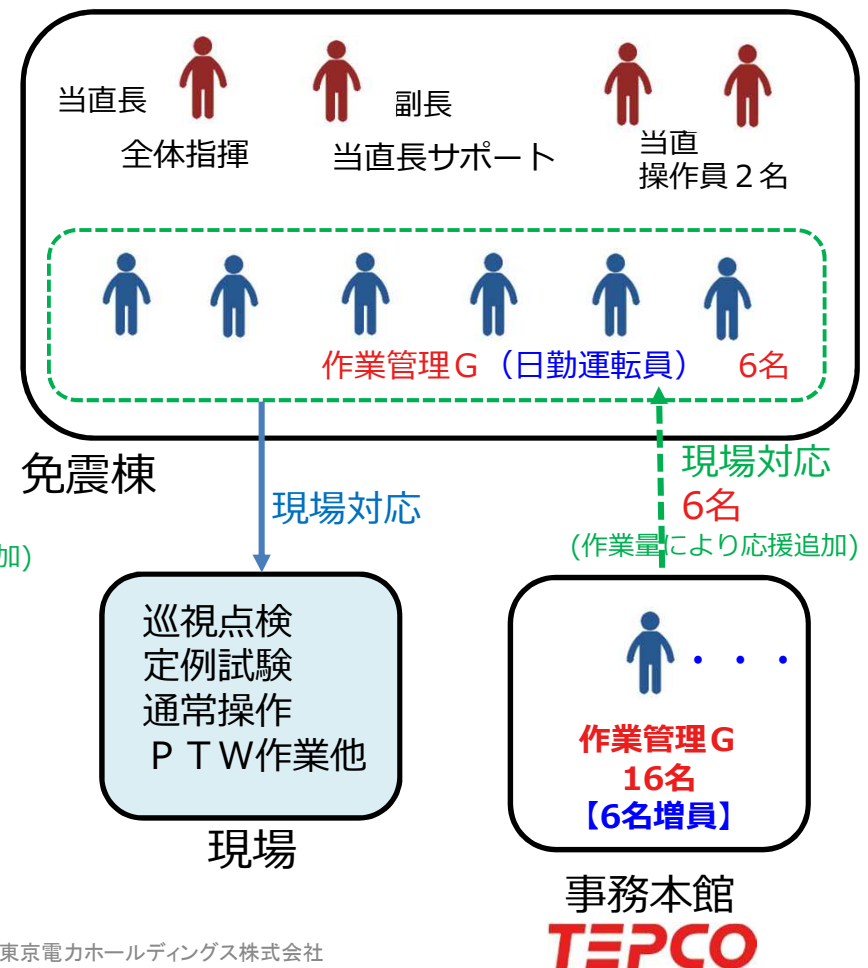 当直長
全体指揮
副長
当直長サポート
当直
操作員２名
作業管理Ｇ（日勤運転員） 6名
免震棟
現場対応
現場対応
6名
(作業量により応援追加)
加)
巡視点検
定例試験
通常操作
ＰＴＷ作業他
現場
・・・
作業管理Ｇ
16名
【6名増員】
事務本館
東京電力ホールディングス株式会社
TEPCO